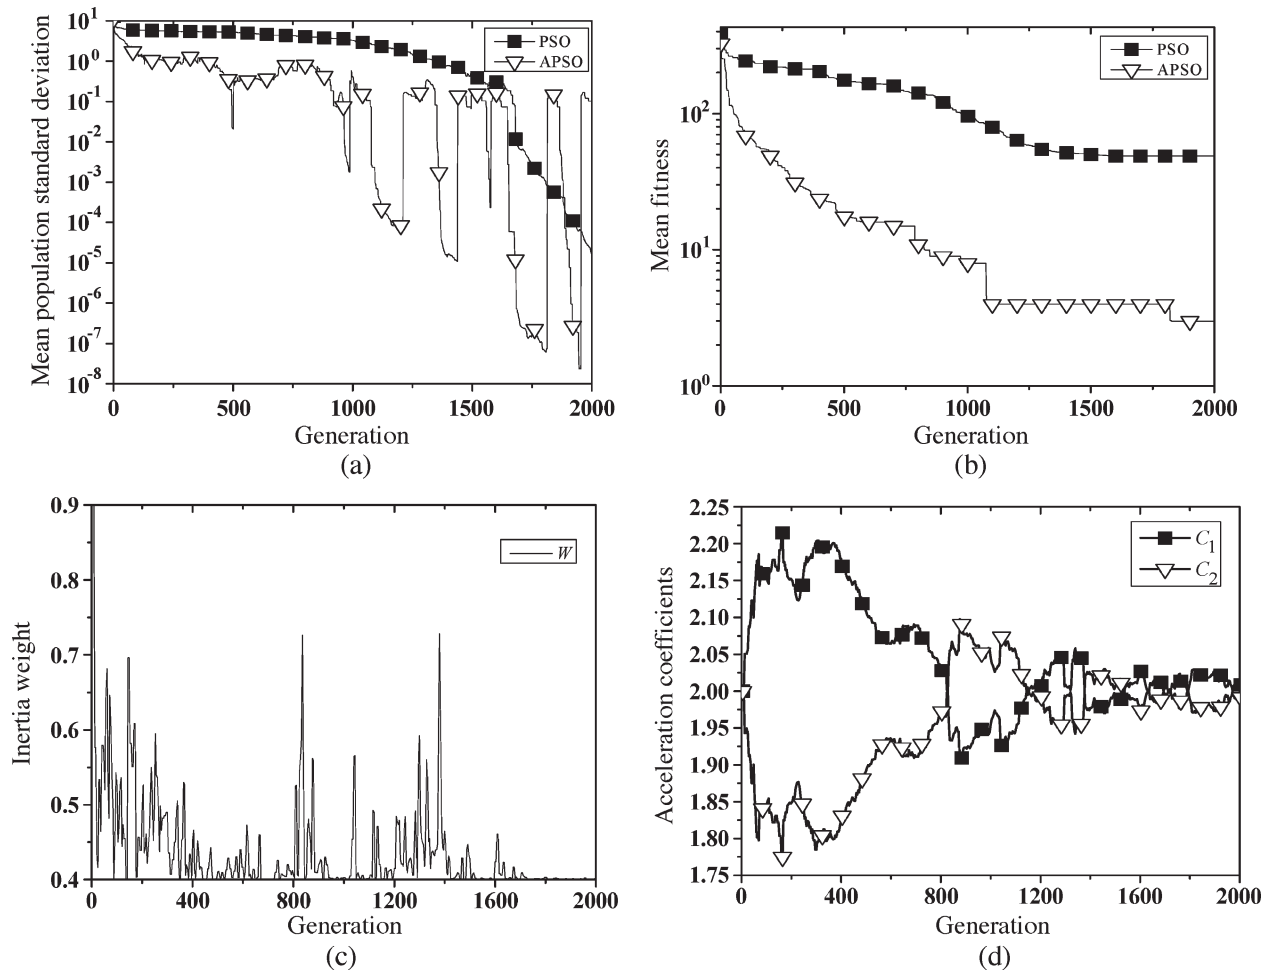 Mean population standard deviation
10^1
10^0
10^-1
10^-2
10^-3
10^-4
10^-5
10^-6
10^-7
10^-8
PSO
APSO
0 500 1000 1500 2000
Generation
(a)
Mean fitness
10^2
10^1
10^0
PSO
APSO
0 500 1000 1500 2000
Generation
(b)
Inertia weight
0.9
0.8
0.7
0.6
0.5
0.4
W
0 400 800 1200 1600 2000
Generation
(c)
Acceleration coefficients
2.25
2.20
2.15
2.10
2.05
2.00
1.95
1.90
1.85
1.80
1.75
C1
C2
0 400 800 1200 1600 2000
Generation
(d)